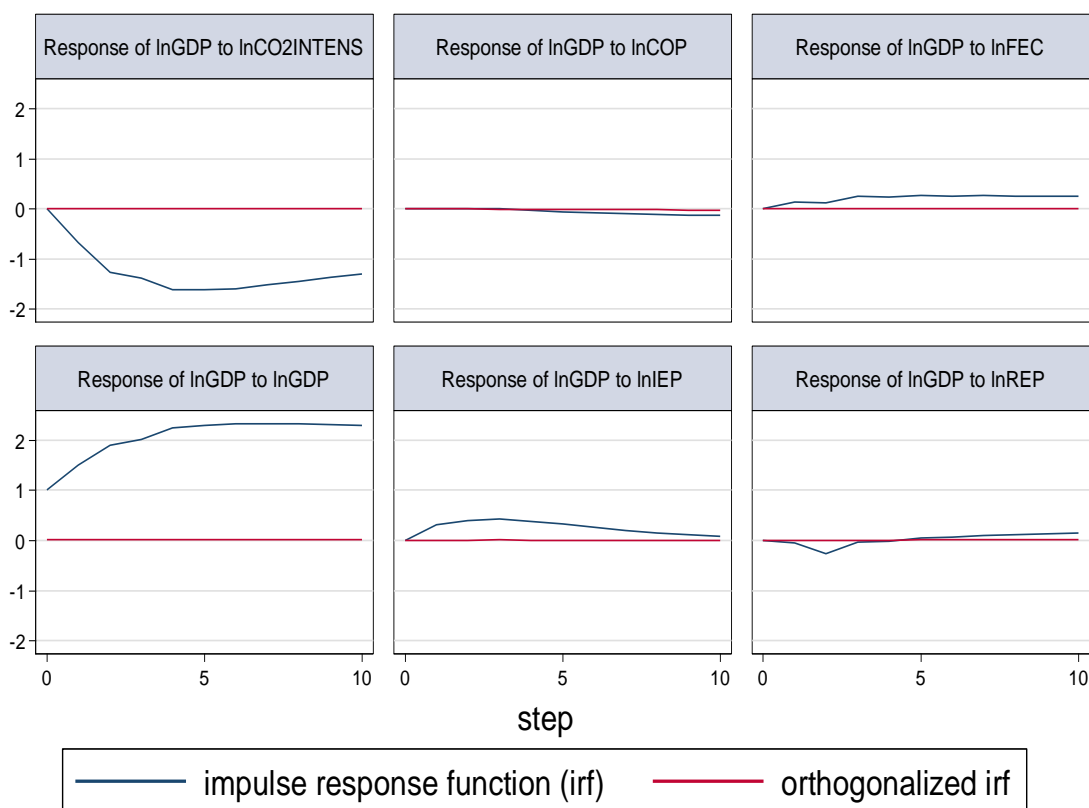 Response of lnGDP to lnCO2INTENS
Response of lnGDP to lnCOP
Response of lnGDP to lnFEC
2
1
0
-1
-2
Response of lnGDP to lnGDP
Response of lnGDP to lnIEP
Response of lnGDP to lnREP
2
1
0
-1
-2
0 5 10
0 5 10
0 5 10
step
impulse response function (irf)
orthogonalized irf